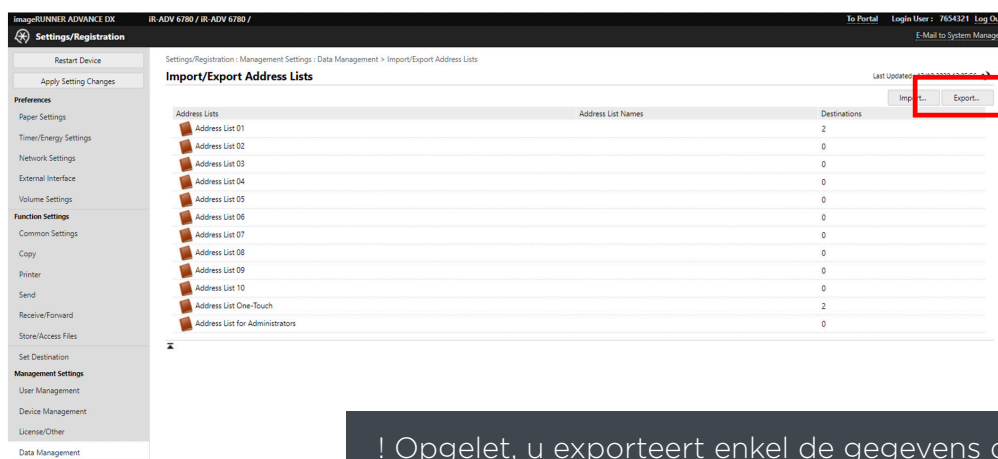 imageRUNNER ADVANCE DX iR-ADV 6780 / iR-ADV 6780 / To Portal Login User : 7654321 Log Ou
Settings/Registration E-Mail to System Manage
Restart Device
Apply Setting Changes
Preferences
Paper Settings
Timer/Energy Settings
Network Settings
External Interface
Volume Settings
Function Settings
Common Settings
Copy
Printer
Send
Receive/Forward
Store/Access Files
Set Destination
Management Settings
User Management
Device Management
License/Other
Data Management
Settings/Registration : Management Settings : Data Management > Import/Export Address Lists
Import/Export Address Lists
Last Updated
Import... Export...
Address Lists Address List Names Destinations
Address List 01 2
Address List 02 0
Address List 03 0
Address List 04 0
Address List 05 0
Address List 06 0
Address List 07 0
Address List 08 0
Address List 09 0
Address List 10 0
Address List One-Touch 2
Address List for Administrators 0
! Opgelet, u exporteert enkel de gegevens